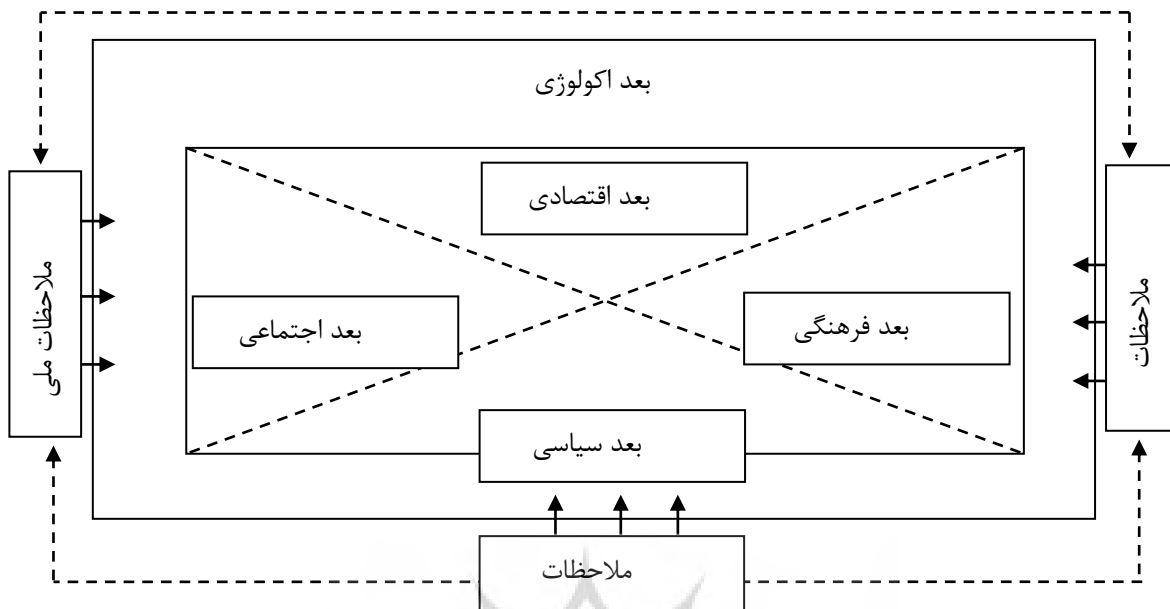 بعد اکولوژی
بعد اقتصادی
ملاحظات
بعد فرهنگی
بعد اجتماعی
ملاحظات ملی
بعد سیاسی
ملاحظات